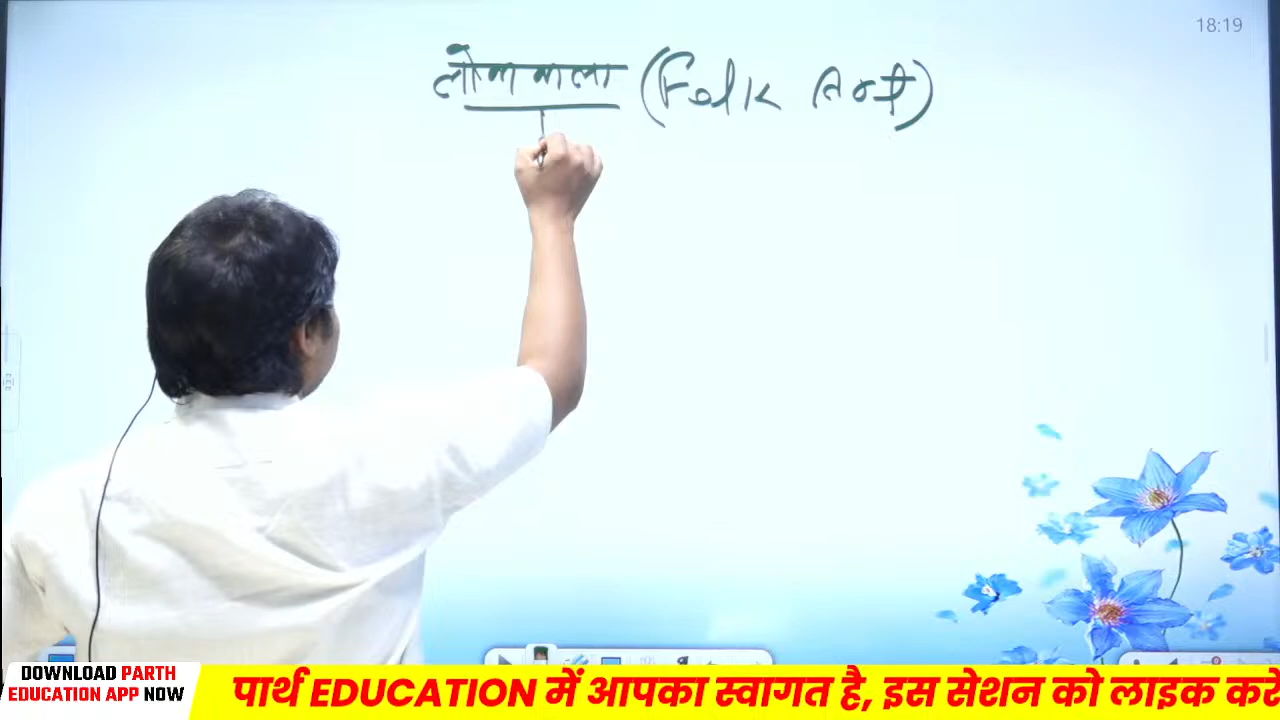 18:19
लोककला (Folk Art)
DOWNLOAD PARTH
EDUCATION APP NOW
पार्थ EDUCATION में आपका स्वागत है, इस सेशन को लाइक करे